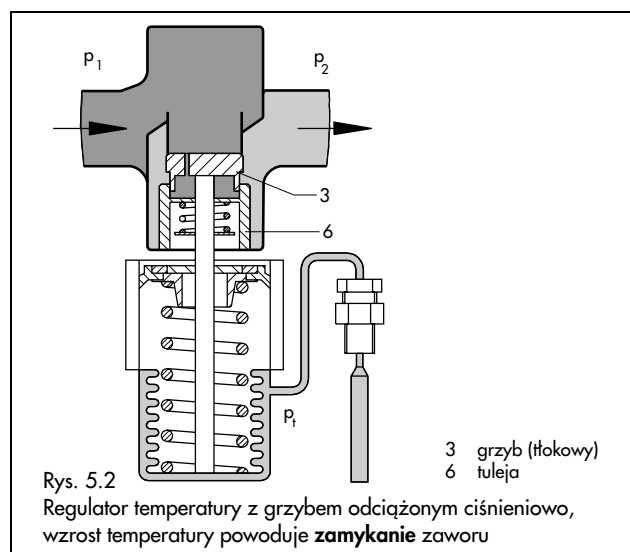 p1
p2
3
6
pt
3 grzyb (tłokowy)
6 tuleja
Rys. 5.2
Regulator temperatury z grzybem odciążonym ciśnieniowo,
wzrost temperatury powoduje zamykanie zaworu